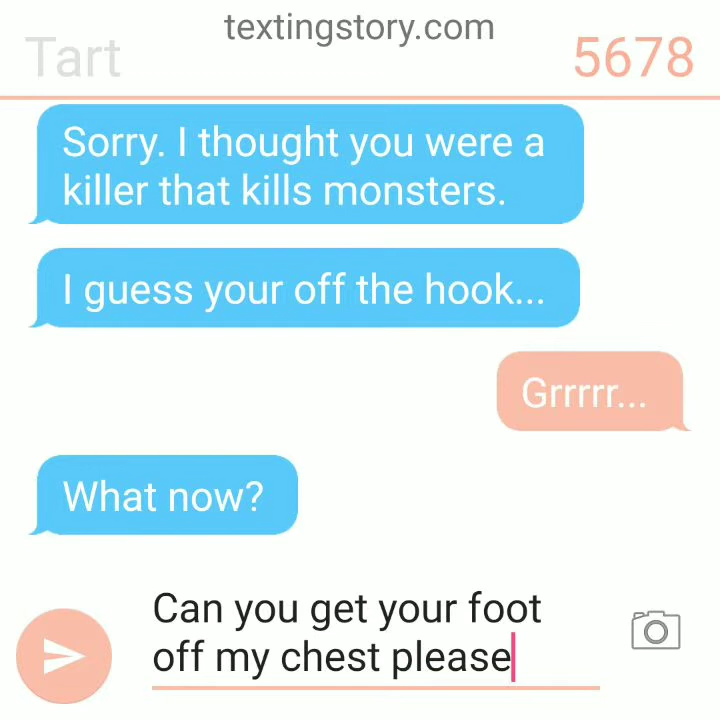 textingstory.com
Tart
5678
Sorry. I thought you were a
killer that kills monsters.
I guess your off the hook...
Grrrrr...
What now?
Can you get your foot
off my chest please